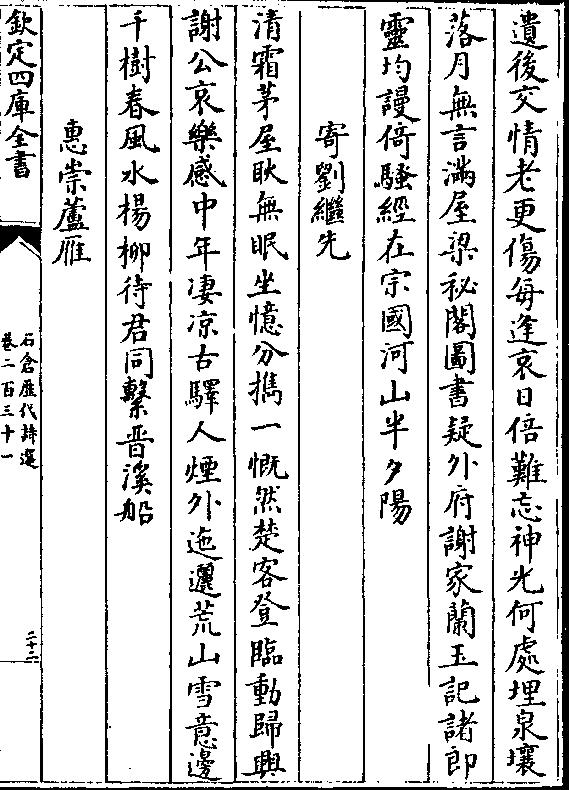 遺後交情老更傷每逢哀日倍難忘神光何處埋泉壤
落月無言滿屋梁秘閣圖書疑外府謝家蘭玉記諸郎
靈均謾倚騷經在宗國河山半夕陽
寄劉繼先
清霜茅屋耿無眠坐憶分擕一慨然楚客登臨動歸興
謝公哀樂感中年凄凉古驛人煙外迤邐荒山雪意邊
千樹春風水楊柳待君同繫晋溪船
惠崇蘆雁
欽定四庫全書
石倉歷代詩選
卷二百三十一
二十二